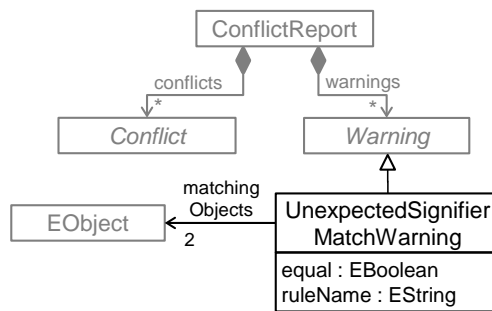 ConflictReport
conflicts
warnings
*
*
Conflict
Warning
matching
Objects
2
EObject
UnexpectedSignifier
MatchWarning
equal : EBoolean
ruleName : EString